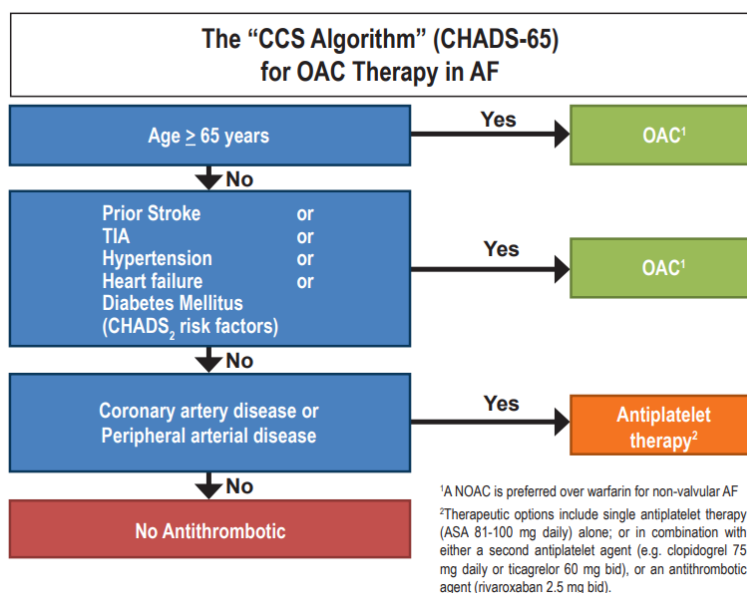 The “CCS Algorithm” (CHADS-65)
for OAC Therapy in AF
Age ≥ 65 years
Yes
OAC¹
No
Prior Stroke or
TIA or
Hypertension or
Heart failure or
Diabetes Mellitus
(CHADS₂ risk factors)
Yes
OAC¹
No
Coronary artery disease or
Peripheral arterial disease
Yes
Antiplatelet
therapy²
No
No Antithrombotic
¹A NOAC is preferred over warfarin for non-valvular AF
²Therapeutic options include single antiplatelet therapy
(ASA 81-100 mg daily) alone; or in combination with
either a second antiplatelet agent (e.g. clopidogrel 75
mg daily or ticagrelor 60 mg bid), or an antithrombotic
agent (rivaroxaban 2.5 mg bid).